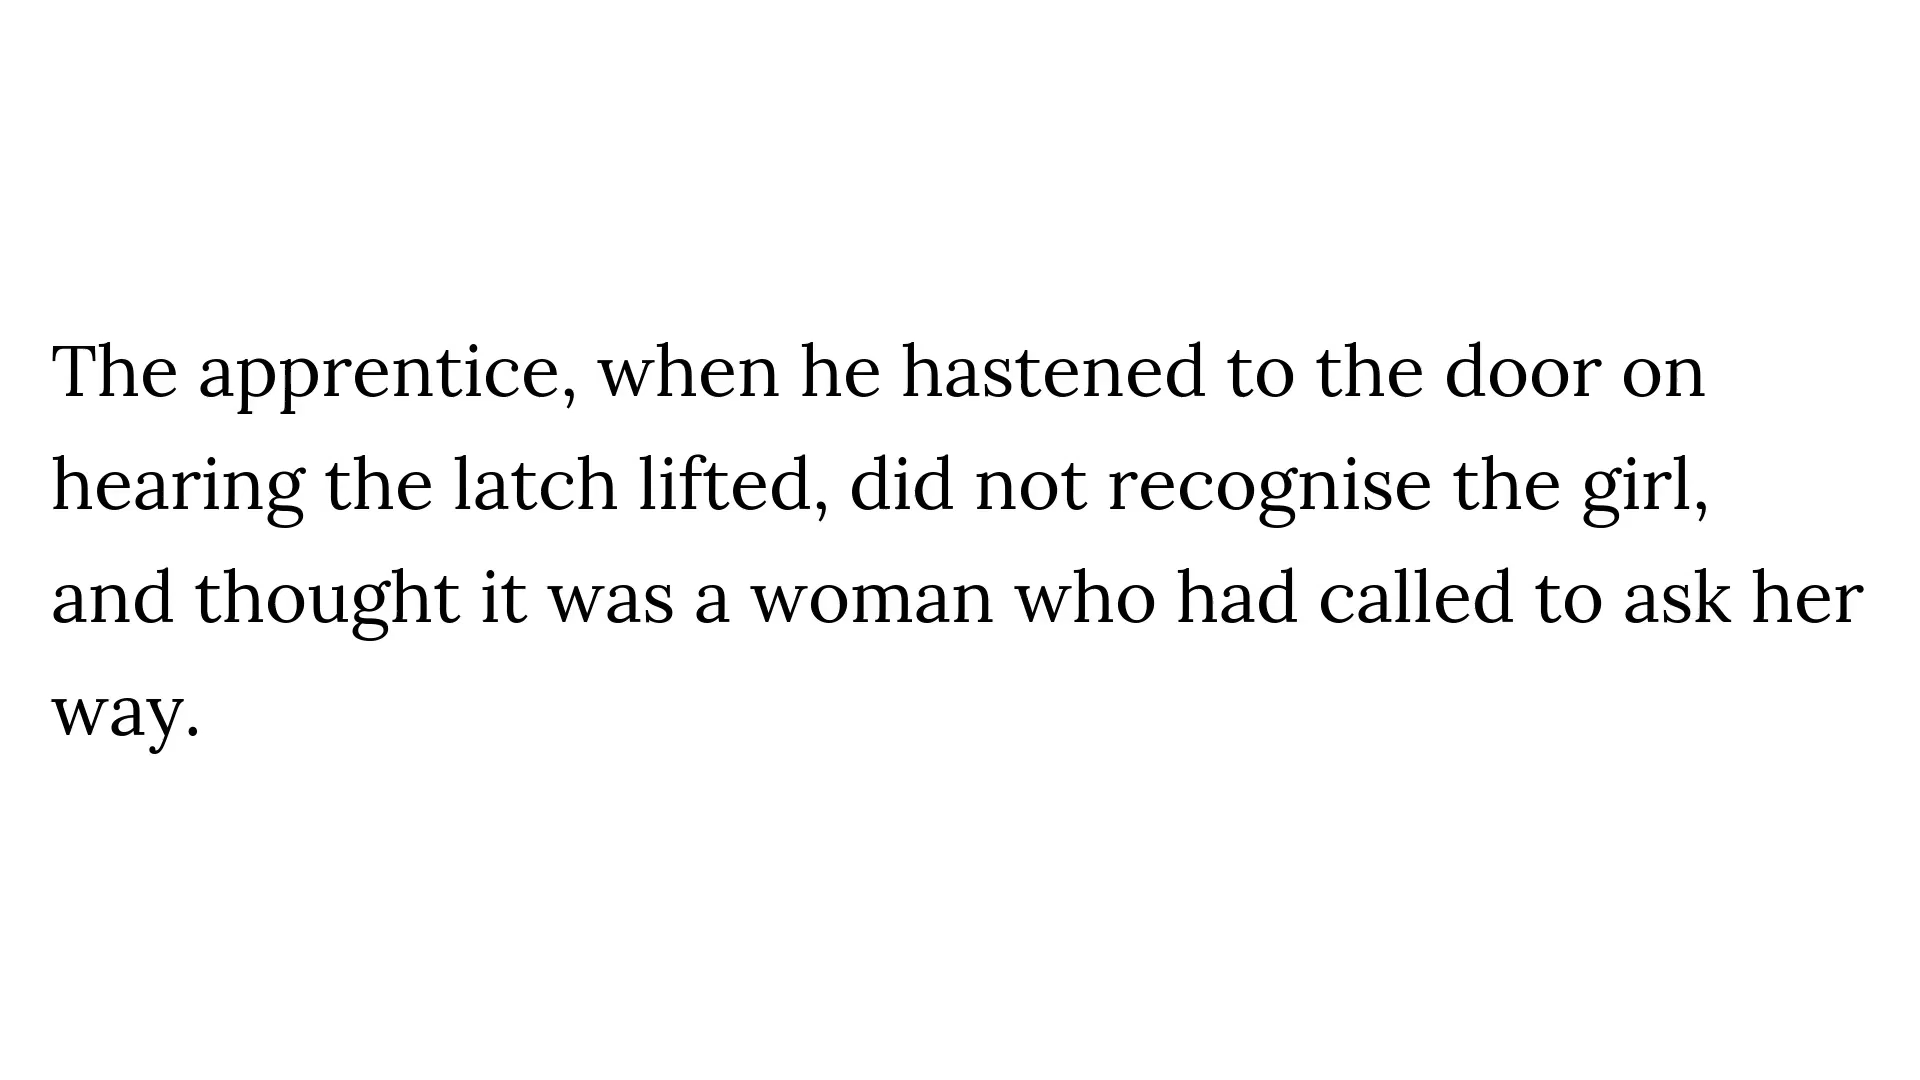 The apprentice, when he hastened to the door on
hearing the latch lifted, did not recognise the girl,
and thought it was a woman who had called to ask her
way.